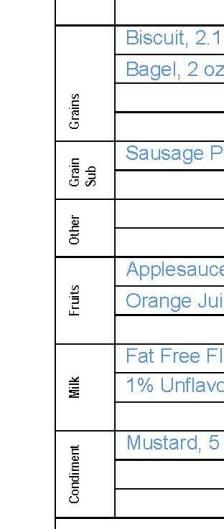 Grains
Biscuit, 2.1
Bagel, 2 oz
Grain
Sub
Sausage P
Other
Fruits
Applesauce
Orange Jui
Milk
Fat Free Fl
1% Unflavo
Condiment
Mustard, 5